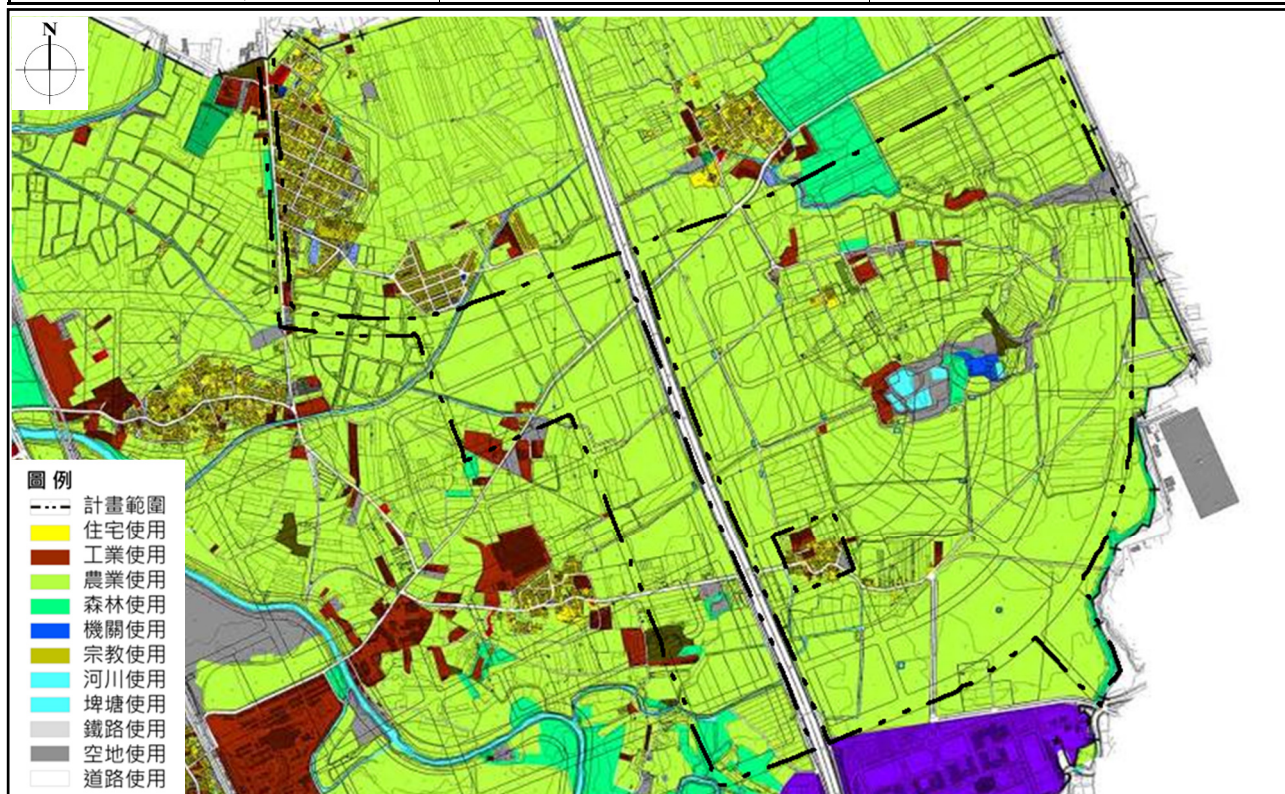 N
圖例
計畫範圍
住宅使用
工業使用
農業使用
森林使用
機關使用
宗教使用
河川使用
埤塘使用
鐵路使用
空地使用
道路使用